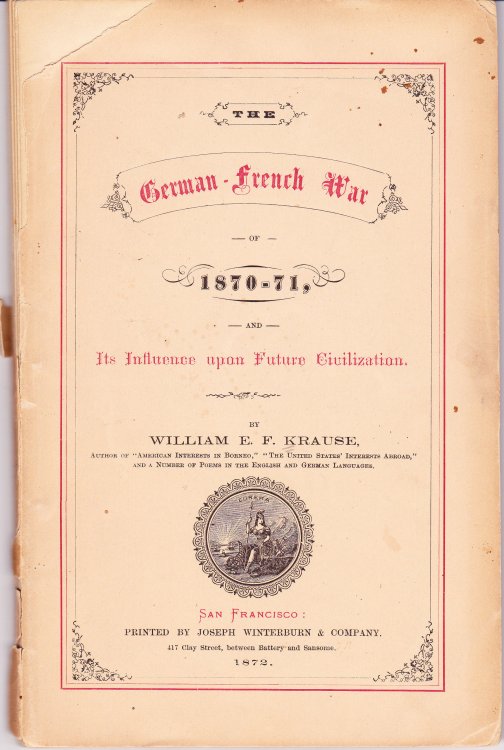 THE
German-French War
— OF —
1870-71,
— AND —
Its Influence upon Future Civilization.
BY
WILLIAM E. F. KRAUSE,
AUTHOR OF "AMERICAN INTERESTS IN BORNEO," "THE UNITED STATES' INTERESTS ABROAD,"
AND A NUMBER OF POEMS IN THE ENGLISH AND GERMAN LANGUAGES.
EUREKA
SAN FRANCISCO:
PRINTED BY JOSEPH WINTERBURN & COMPANY.
417 Clay Street, between Battery and Sansome.
1872.